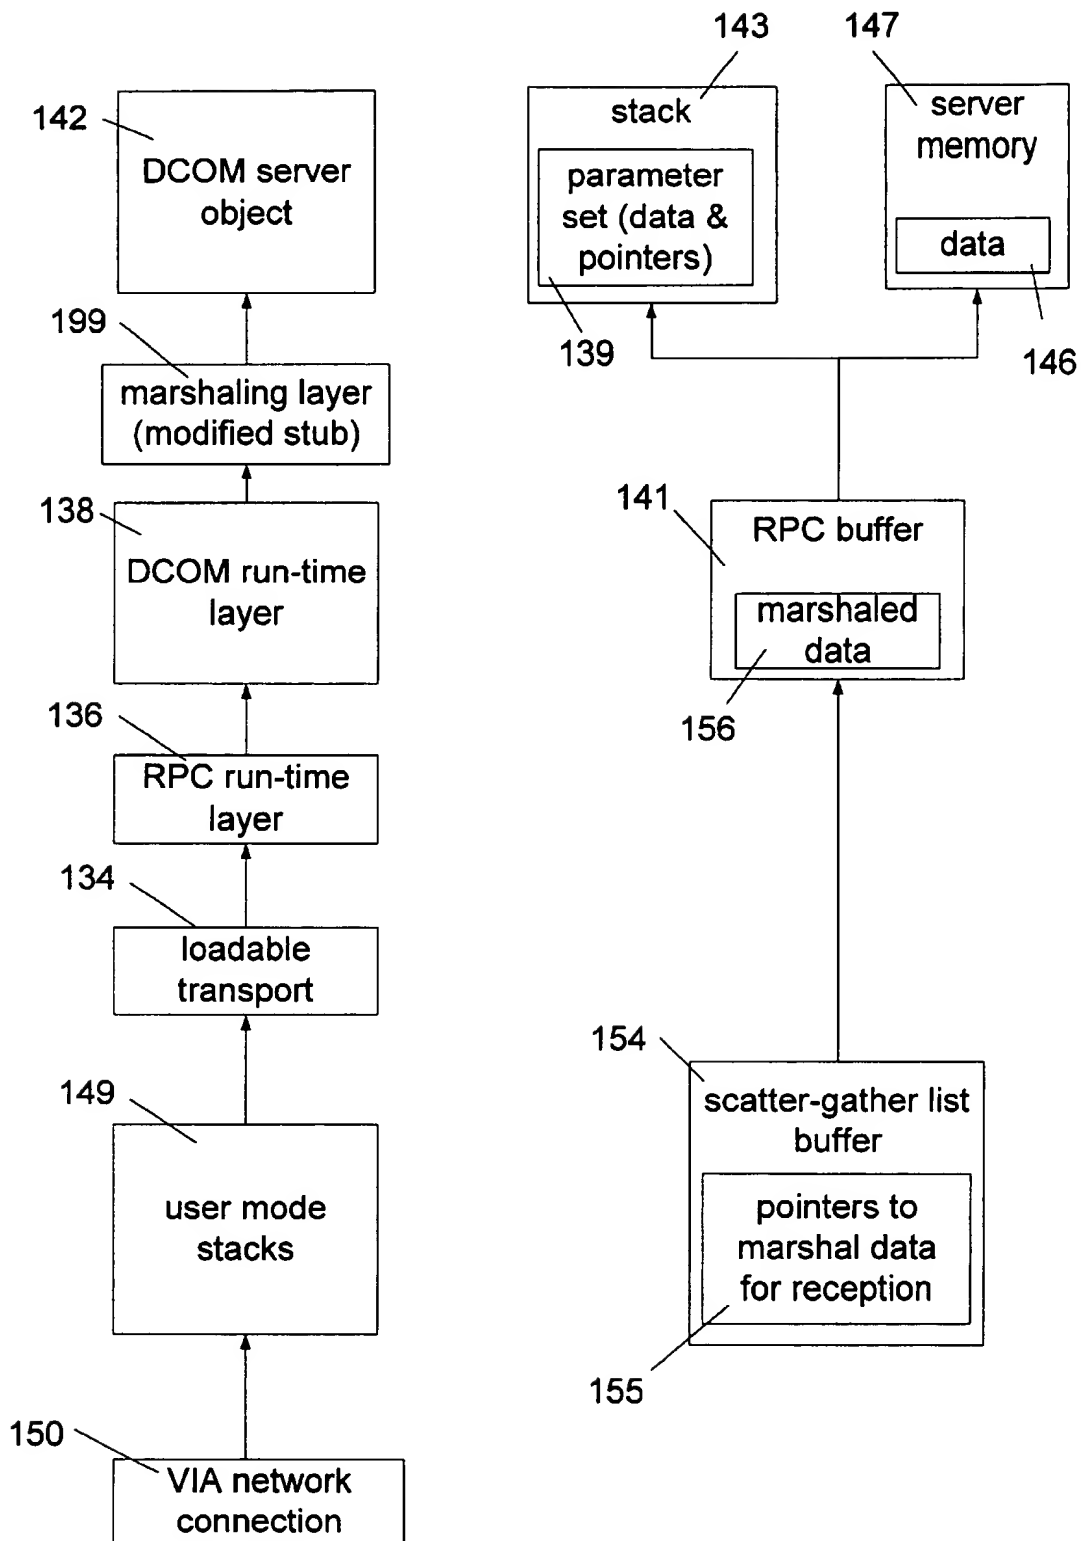 143
147
142
DCOM server
object
stack
parameter
set (data &
pointers)
server
memory
data
199
139
146
marshaling layer
(modified stub)
138
141
DCOM run-time
layer
RPC buffer
marshaled
data
136
156
RPC run-time
layer
134
loadable
transport
154
149
scatter-gather list
buffer
user mode
stacks
pointers to
marshal data
for reception
155
150
VIA network
connection